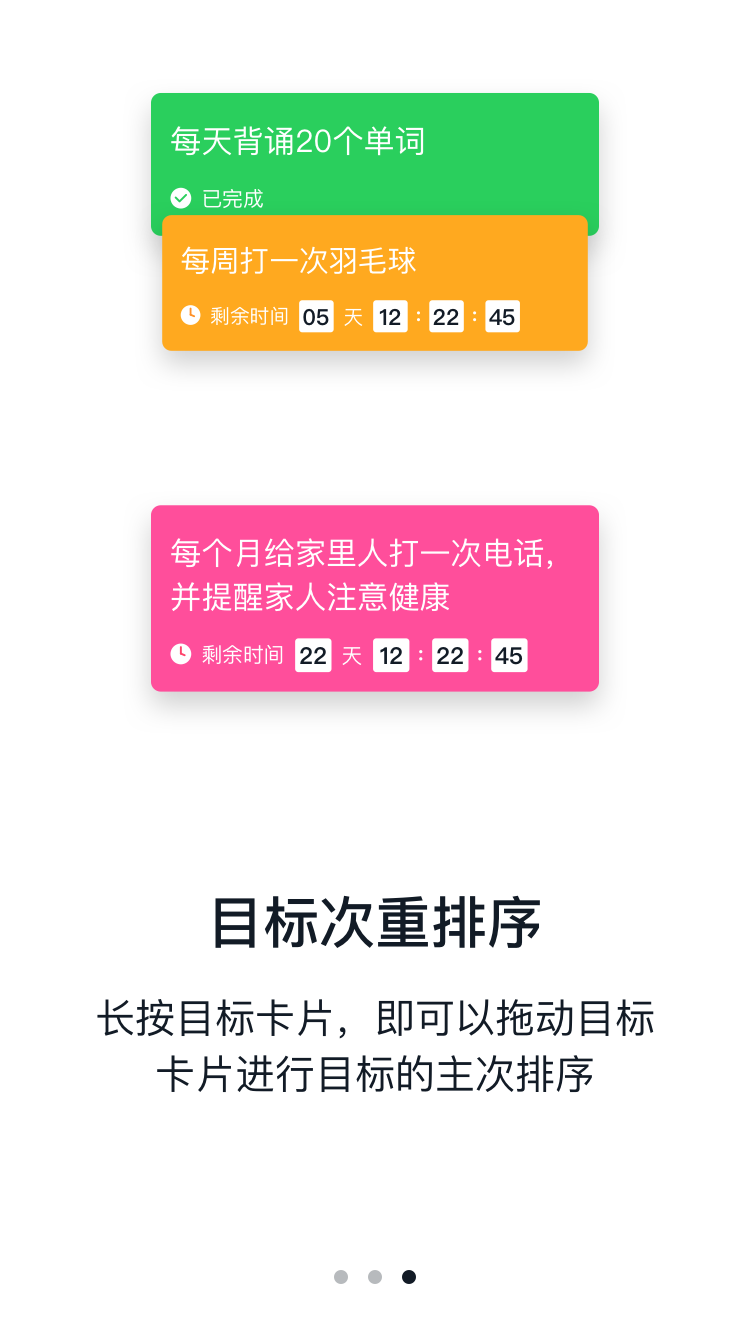 每天背诵20个单词
已完成
每周打一次羽毛球
剩余时间 05 天 12 : 22 : 45
每个月给家里人打一次电话，
并提醒家人注意健康
剩余时间 22 天 12 : 22 : 45
目标次重排序
长按目标卡片，即可以拖动目标
卡片进行目标的主次排序